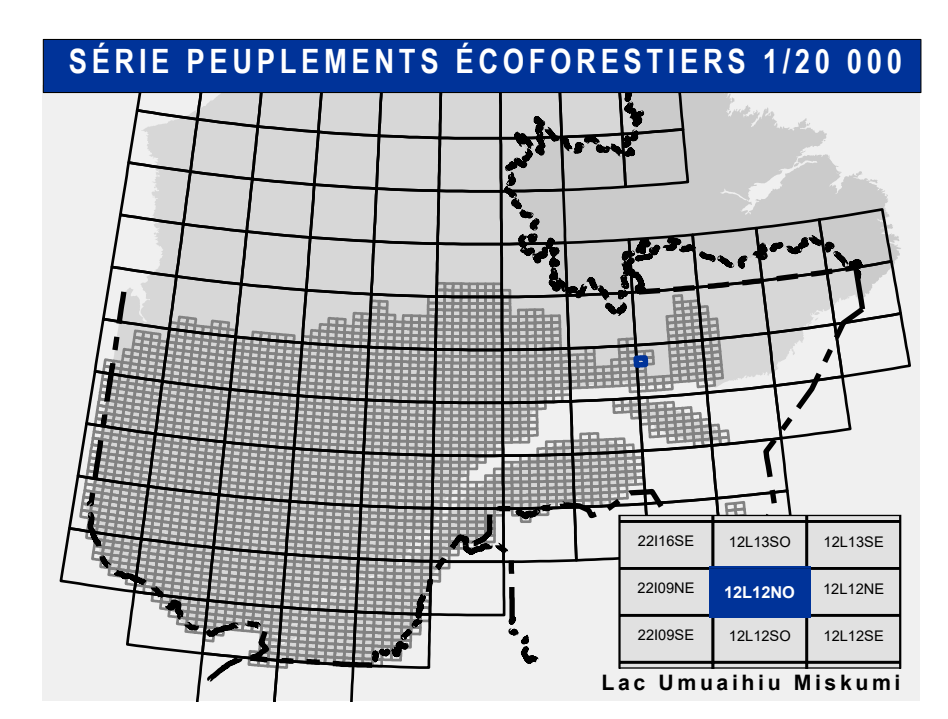 SÉRIE PEUPLEMENTS ÉCOFORESTIERS 1/20 000
22I16SE 12L13SO 12L13SE
22I09NE 12L12NO 12L12NE
22I09SE 12L12SO 12L12SE
Lac Umuaihiu Miskumi